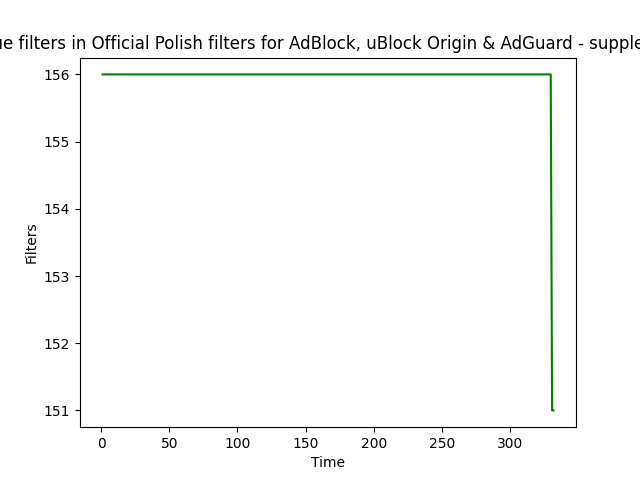 ue filters in Official Polish filters for AdBlock, uBlock Origin & AdGuard - supple
156
155
154
153
152
151
Filters
0 50 100 150 200 250 300
Time